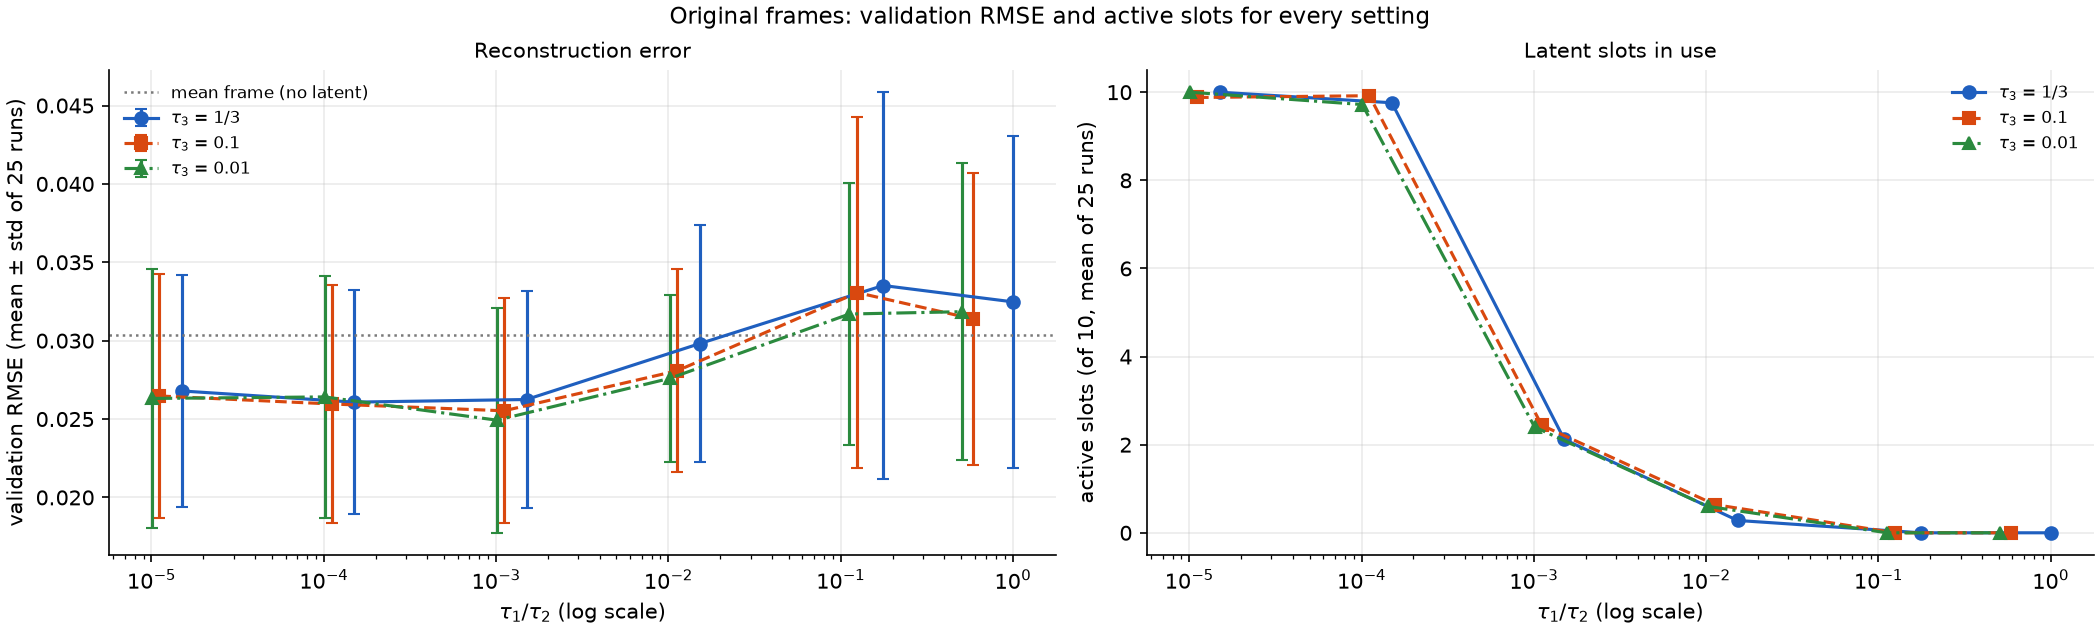 Original frames: validation RMSE and active slots for every setting
Reconstruction error
validation RMSE (mean ± std of 25 runs)
0.045
0.040
0.035
0.030
0.025
0.020
mean frame (no latent)
τ₃ = 1/3
τ₃ = 0.1
τ₃ = 0.01
10⁻⁵ 10⁻⁴ 10⁻³ 10⁻² 10⁻¹ 10⁰
τ₁/τ₂ (log scale)
Latent slots in use
active slots (of 10, mean of 25 runs)
10
8
6
4
2
0
τ₃ = 1/3
τ₃ = 0.1
τ₃ = 0.01
10⁻⁵ 10⁻⁴ 10⁻³ 10⁻² 10⁻¹ 10⁰
τ₁/τ₂ (log scale)